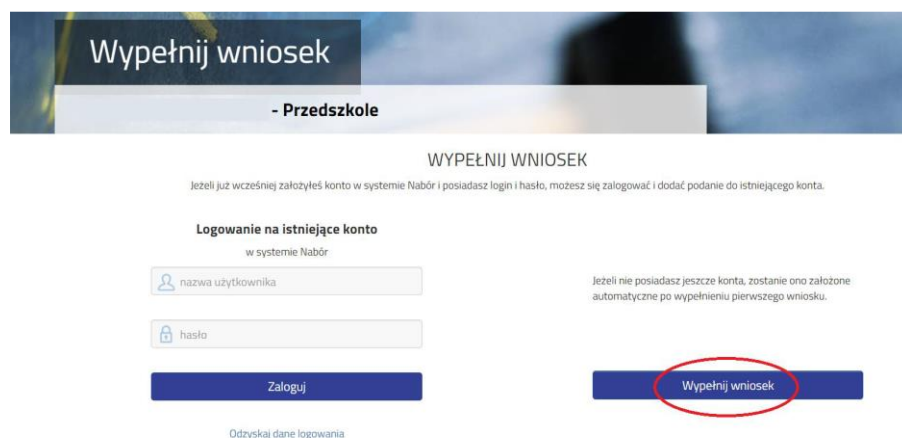 Wypełnij wniosek
- Przedszkole
WYPEŁNIJ WNIOSEK
Jeżeli już wcześniej założyłeś konto w systemie Nabór i posiadasz login i hasło, możesz się zalogować i dodać podanie do istniejącego konta.
Logowanie na istniejące konto
w systemie Nabór
nazwa użytkownika
hasło
Zaloguj
Odzyskaj dane logowania
Jeżeli nie posiadasz jeszcze konta, zostanie ono założone
automatyczne po wypełnieniu pierwszego wniosku.
Wypełnij wniosek